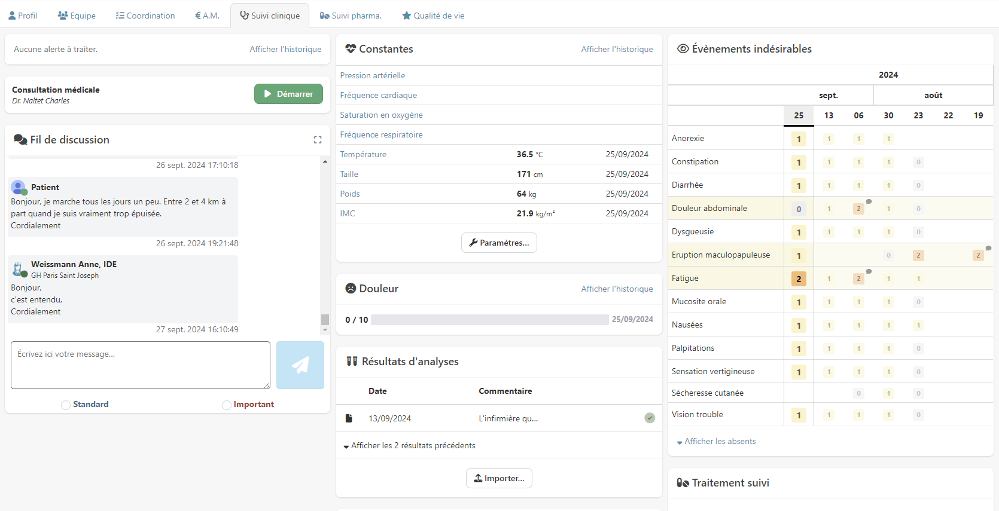 Profil
Equipe
Coordination
€ A.M.
Suivi clinique
Suivi pharma.
Qualité de vie
Aucune alerte à traiter.
Afficher l'historique
Consultation médicale
Dr. Naltet Charles
Démarrer
Fil de discussion
26 sept. 2024 17:10:18
Patient
Bonjour, je marche tous les jours un peu. Entre 2 et 4 km à
part quand je suis vraiment trop épuisée.
Cordialement
26 sept. 2024 19:21:48
Weissmann Anne, IDE
GH Paris Saint Joseph
Bonjour,
c'est entendu,
Cordialement
27 sept. 2024 16:10:49
Écrivez ici votre message...
Standard
Important
Constantes
Afficher l'historique
Pression artérielle
Fréquence cardiaque
Saturation en oxygène
Fréquence respiratoire
Température 36.5 °C 25/09/2024
Taille 171 cm 25/09/2024
Poids 64 kg 25/09/2024
IMC 21.9 kg/m² 25/09/2024
Paramètres...
Douleur
Afficher l'historique
0 / 10 25/09/2024
Résultats d'analyses
Date Commentaire
13/09/2024 L'infirmière qu...
Afficher les 2 résultats précédents
Importer...
Évènements indésirables
2024
sept. août
25 13 06 30 23 22 19
Anorexie 1 1 1 1
Constipation 1 1 1 1 0
Diarrhée 1 1 1 1 0
Douleur abdominale 0 1 2 1 0
Dysgueusie 1 1 1 1 0
Eruption maculopapuleuse 1 0 2 2
Fatigue 2 1 2 1 1
Mucosite orale 1 1 1 1 0
Nausées 1 1 1 1 1
Palpitations 1 1 1 1 0
Sensation vertigineuse 1 1 1 1 0
Sécheresse cutanée 0 1 0
Vision trouble 1 1 1 1 0
Afficher les absents
Traitement suivi